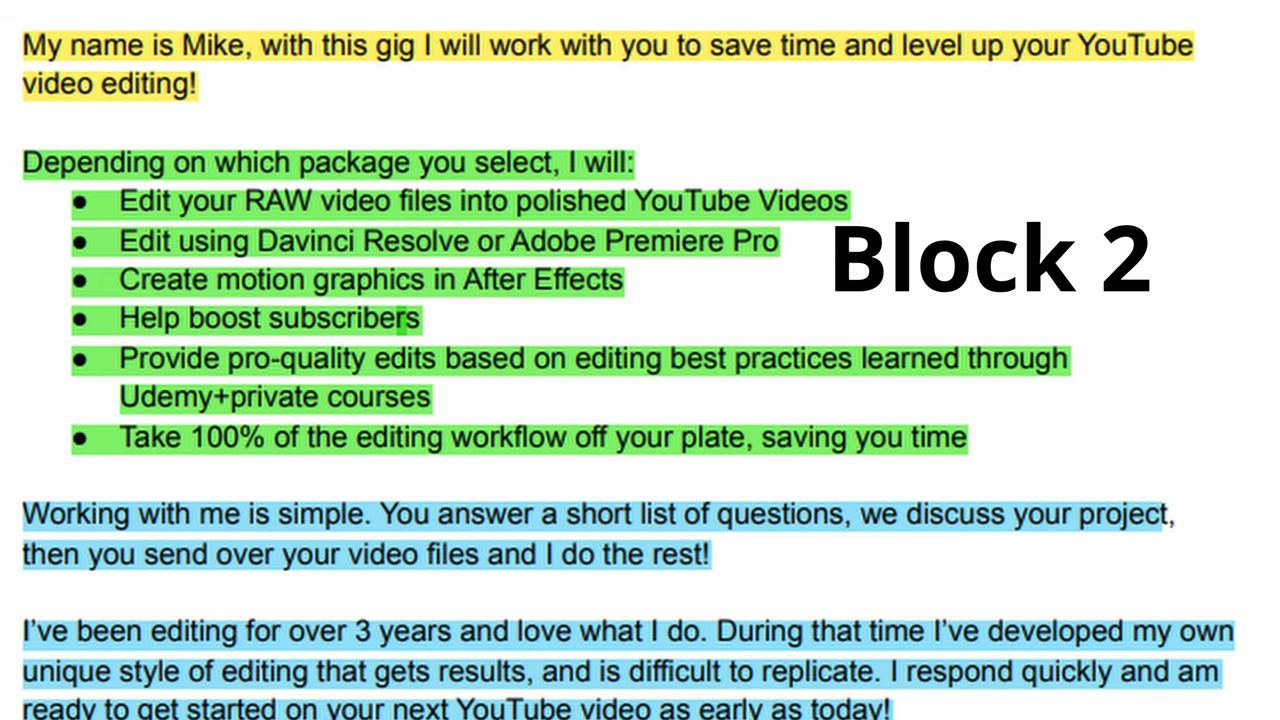 My name is Mike, with this gig I will work with you to save time and level up your YouTube
video editing!
Depending on which package you select, I will:
● Edit your RAW video files into polished YouTube Videos
● Edit using Davinci Resolve or Adobe Premiere Pro
Block 2
● Create motion graphics in After Effects
● Help boost subscribers
● Provide pro-quality edits based on editing best practices learned through
Udemy+private courses
● Take 100% of the editing workflow off your plate, saving you time
Working with me is simple. You answer a short list of questions, we discuss your project,
then you send over your video files and I do the rest!
I’ve been editing for over 3 years and love what I do. During that time I’ve developed my own
unique style of editing that gets results, and is difficult to replicate. I respond quickly and am
ready to get started on your next YouTube video as early as today!